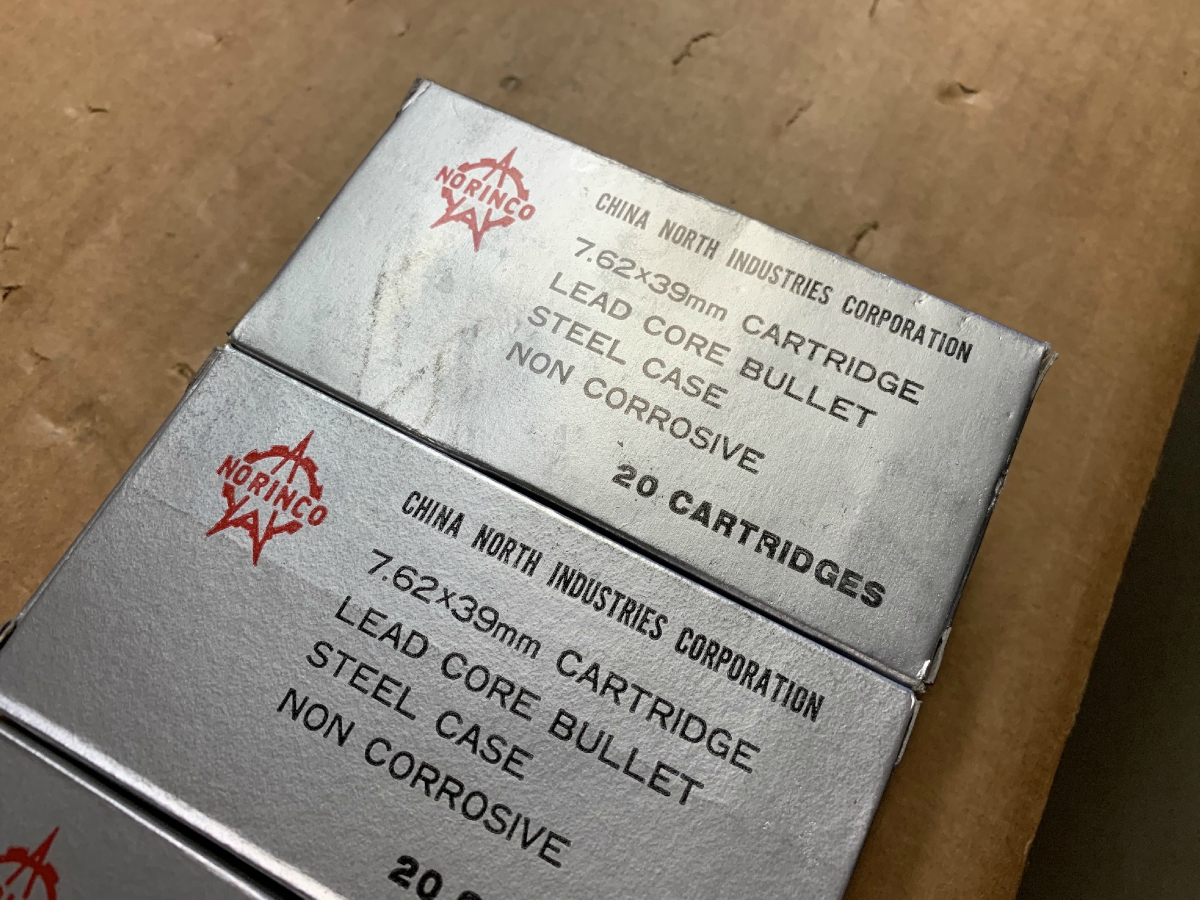 NORINCO
CHINA NORTH INDUSTRIES CORPORATION
7.62x39mm CARTRIDGE
LEAD CORE BULLET
STEEL CASE
NON CORROSIVE
20 CARTRIDGES
NORINCO
CHINA NORTH INDUSTRIES CORPORATION
7.62x39mm CARTRIDGE
LEAD CORE BULLET
STEEL CASE
NON CORROSIVE
20